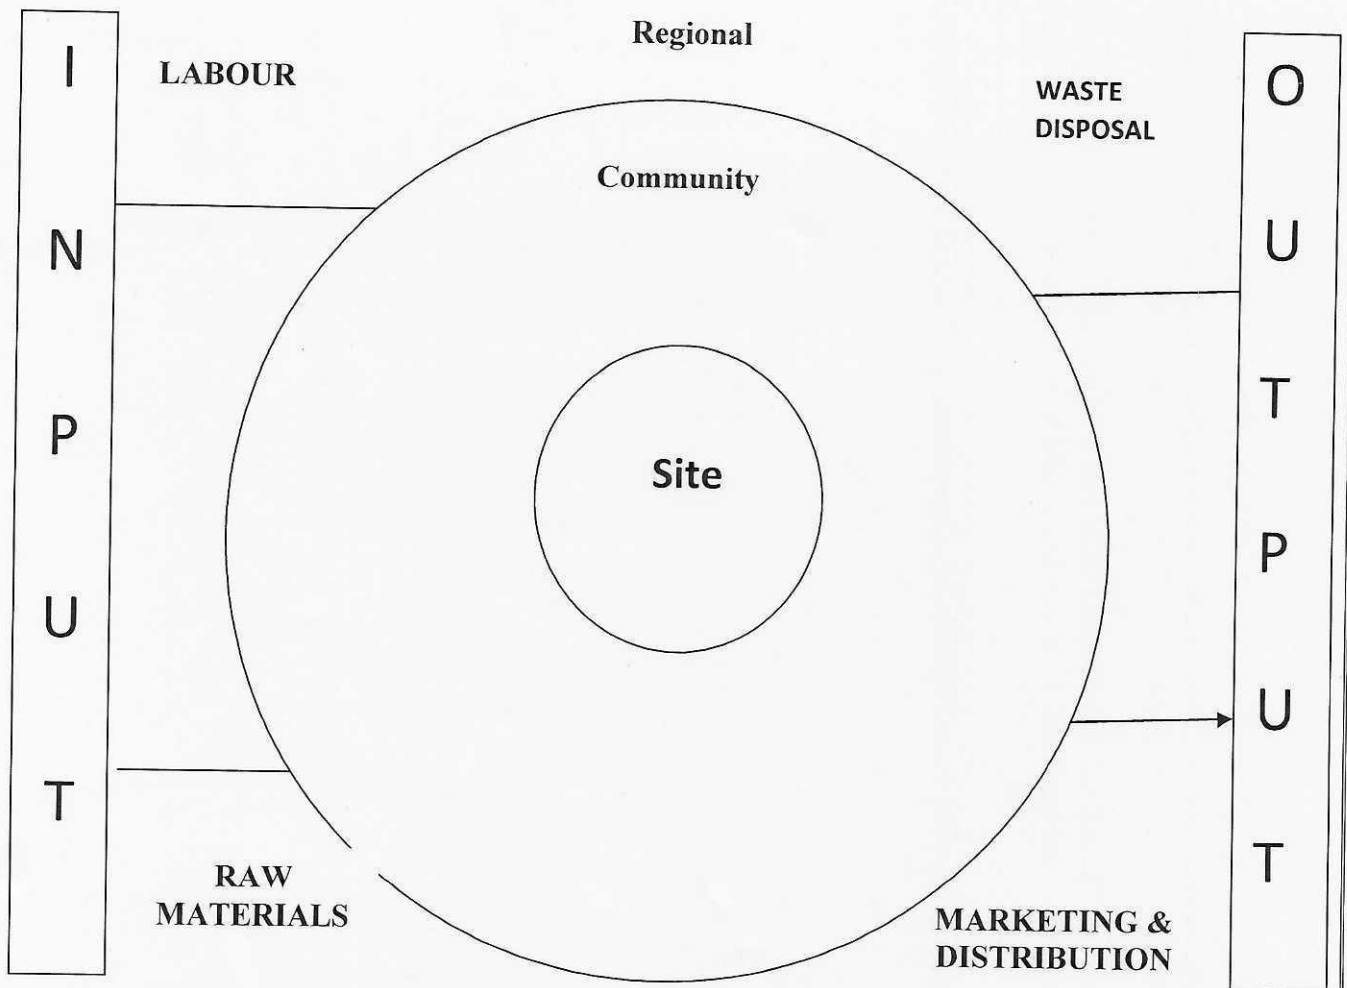 I
N
P
U
T
LABOUR
Regional
WASTE
DISPOSAL
Community
Site
RAW
MATERIALS
MARKETING &
DISTRIBUTION
O
U
T
P
U
T